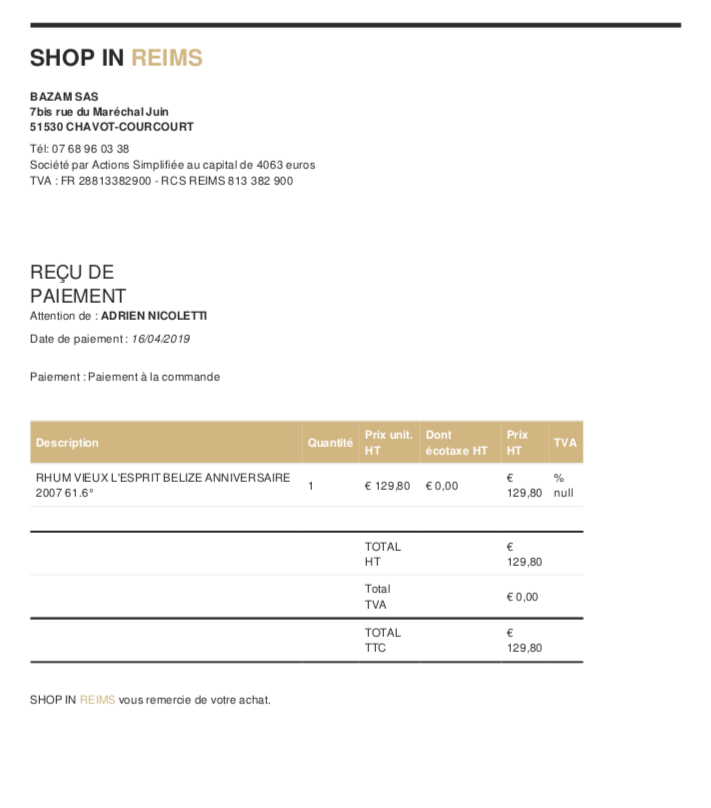 SHOP IN REIMS
BAZAM SAS
7bis rue du Maréchal Juin
51530 CHAVOT-COURCOURT
Tél: 07 68 96 03 38
Société par Actions Simplifiée au capital de 4063 euros
TVA : FR 28813382900 - RCS REIMS 813 382 900
REÇU DE
PAIEMENT
Attention de : ADRIEN NICOLETTI
Date de paiement : 16/04/2019
Paiement : Paiement à la commande
Description Quantité Prix unit. HT Dont écotaxe HT Prix HT TVA
RHUM VIEUX L'ESPRIT BELIZE ANNIVERSAIRE
2007 61.6° 1 € 129,80 € 0,00 € 129,80 % null
TOTAL HT € 129,80
Total TVA € 0,00
TOTAL TTC € 129,80
SHOP IN REIMS vous remercie de votre achat.